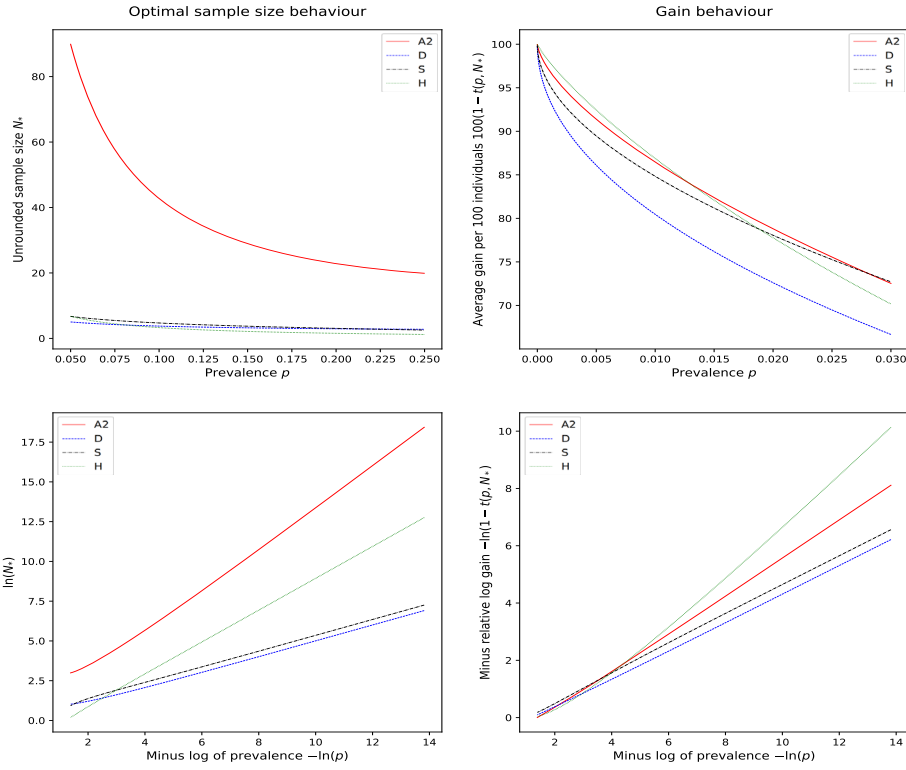 Optimal sample size behaviour
Unrounded sample size N*
80
60
40
20
0
0.050 0.075 0.100 0.125 0.150 0.175 0.200 0.225 0.250
Prevalence p
A2
D
S
H
Gain behaviour
Average gain per 100 individuals 100(1 − t(p, N*)
100
95
90
85
80
75
70
0.000 0.005 0.010 0.015 0.020 0.025 0.030
Prevalence p
A2
D
S
H
ln(N*)
17.5
15.0
12.5
10.0
7.5
5.0
2.5
0.0
2 4 6 8 10 12 14
Minus log of prevalence −ln(p)
A2
D
S
H
Minus relative log gain −ln(1 − t(p, N*)
10
8
6
4
2
0
2 4 6 8 10 12 14
Minus log of prevalence −ln(p)
A2
D
S
H